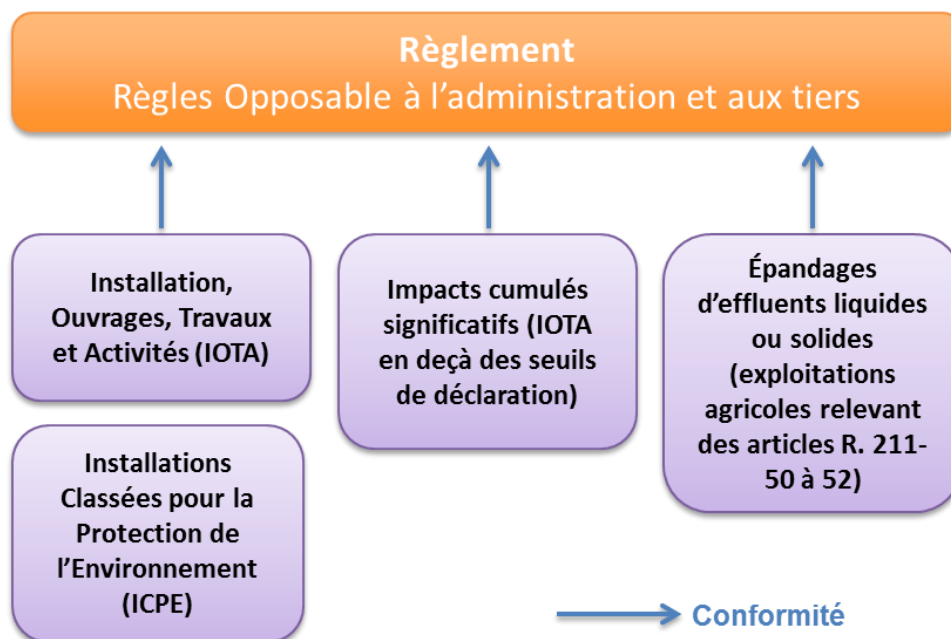 Règlement
Règles Opposable à l’administration et aux tiers
Installation,
Ouvrages, Travaux
et Activités (IOTA)
Installations
Classées pour la
Protection de
l’Environnement
(ICPE)
Impacts cumulés
significatifs (IOTA
en deçà des seuils
de déclaration)
Épandages
d’effluents liquides
ou solides
(exploitations
agricoles relevant
des articles R. 211-
50 à 52)
Conformité